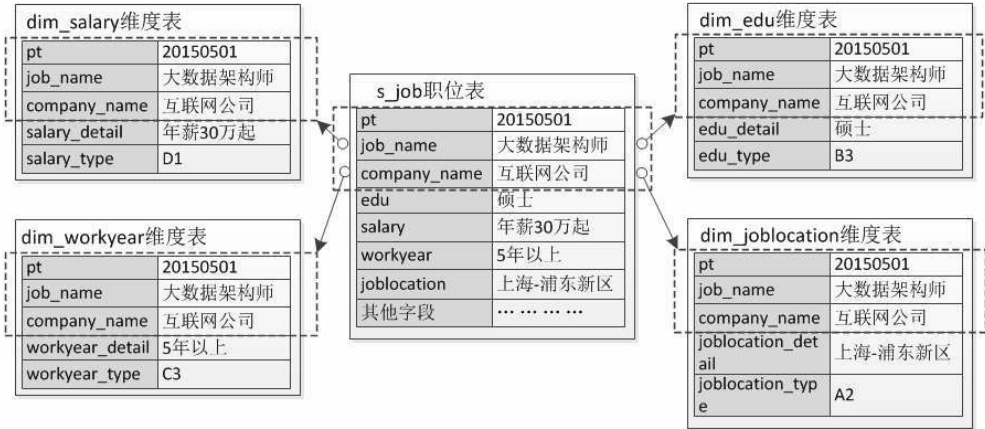 dim_salary维度表
pt 20150501
job_name 大数据架构师
company_name 互联网公司
salary_detail 年薪30万起
salary_type D1
dim_workyear维度表
pt 20150501
job_name 大数据架构师
company_name 互联网公司
workyear_detail 5年以上
workyear_type C3
s_job职位表
pt 20150501
job_name 大数据架构师
company_name 互联网公司
edu 硕士
salary 年薪30万起
workyear 5年以上
joblocation 上海-浦东新区
其他字段 … … … …
dim_edu维度表
pt 20150501
job_name 大数据架构师
company_name 互联网公司
edu_detail 硕士
edu_type B3
dim_joblocation维度表
pt 20150501
job_name 大数据架构师
company_name 互联网公司
joblocation_det
ail 上海-浦东新区
joblocation_typ
e A2